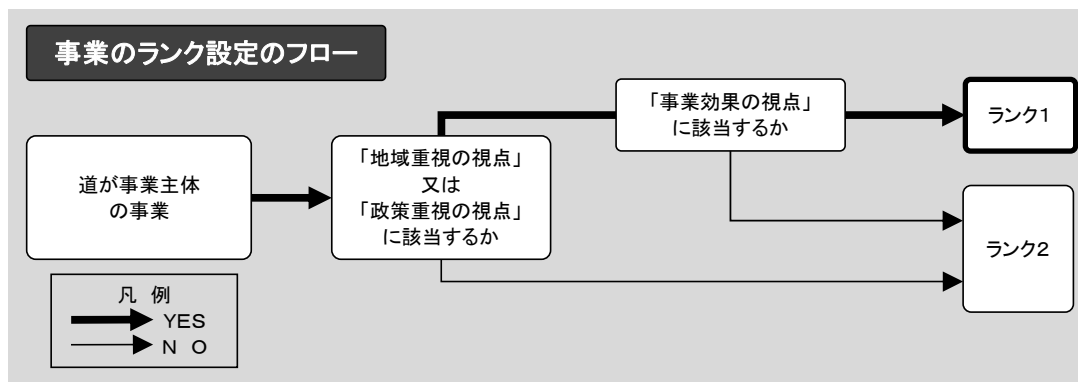 事業のランク設定のフロー
道が事業主体
の事業
「地域重視の視点」
又は
「政策重視の視点」
に該当するか
「事業効果の視点」
に該当するか
ランク1
ランク2
凡 例
YES
N O